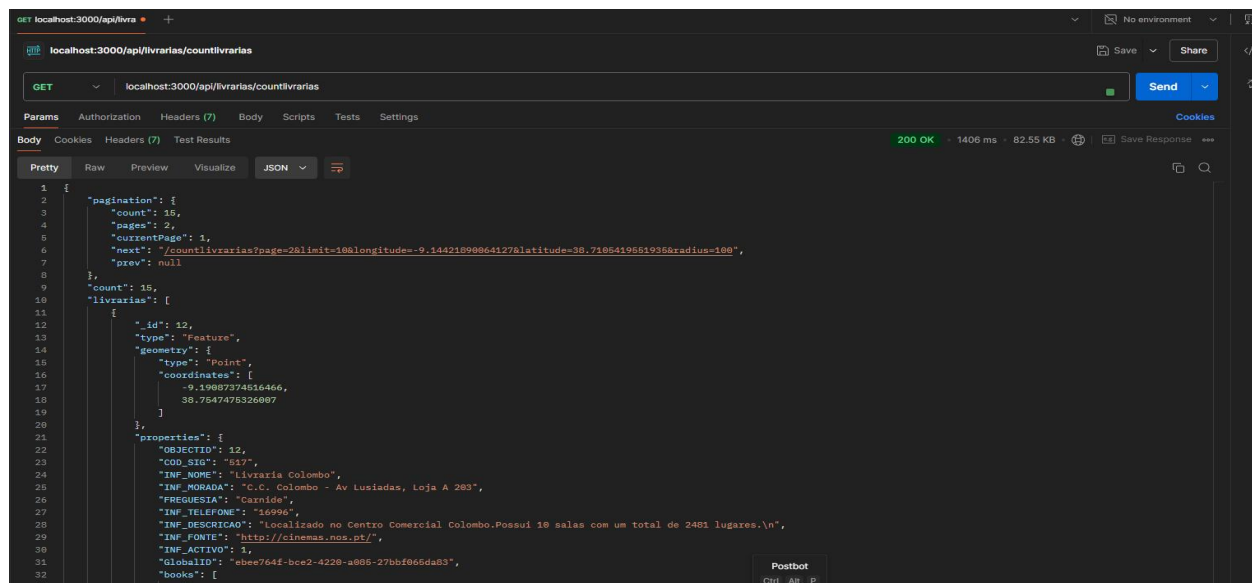 GET localhost:3000/api/livra
No environment
HTTP localhost:3000/api/livrarias/countlivrarias
Save
Share
GET localhost:3000/api/livrarias/countlivrarias
Send
Params Authorization Headers (7) Body Scripts Tests Settings
Cookies
Body Cookies Headers (7) Test Results
200 OK 1406 ms 82.55 KB
Save Response
Pretty Raw Preview Visualize JSON
1 {
2 "pagination": {
3 "count": 15,
4 "pages": 2,
5 "currentPage": 1,
6 "next": "/countlivrarias?page=2&limit=10&longitude=-9.14421890064127&latitude=38.7105419551935&radius=100",
7 "prev": null
8 },
9 "count": 15,
10 "livrarias": [
11 {
12 "_id": 12,
13 "type": "Feature",
14 "geometry": {
15 "type": "Point",
16 "coordinates": [
17 -9.19087374516466,
18 38.7547475326007
19 ]
20 },
21 "properties": {
22 "OBJECTID": 12,
23 "COD_SIG": "517",
24 "INF_NOME": "Livraria Colombo",
25 "INF_MORADA": "C.C. Colombo - Av Lusiadas, Loja A 203",
26 "FREGUESIA": "Carnide",
27 "INF_TELEFONE": "16996",
28 "INF_DESCRICAO": "Localizado no Centro Comercial Colombo.Possui 10 salas com um total de 2481 lugares.\n",
29 "INF_FONTE": "http://cinemas.nos.pt/",
30 "INF_ACTIVO": 1,
31 "GlobalID": "ebee764f-bce2-4220-a085-27bbf065da83",
32 "books": [
Postbot
Ctrl Alt P